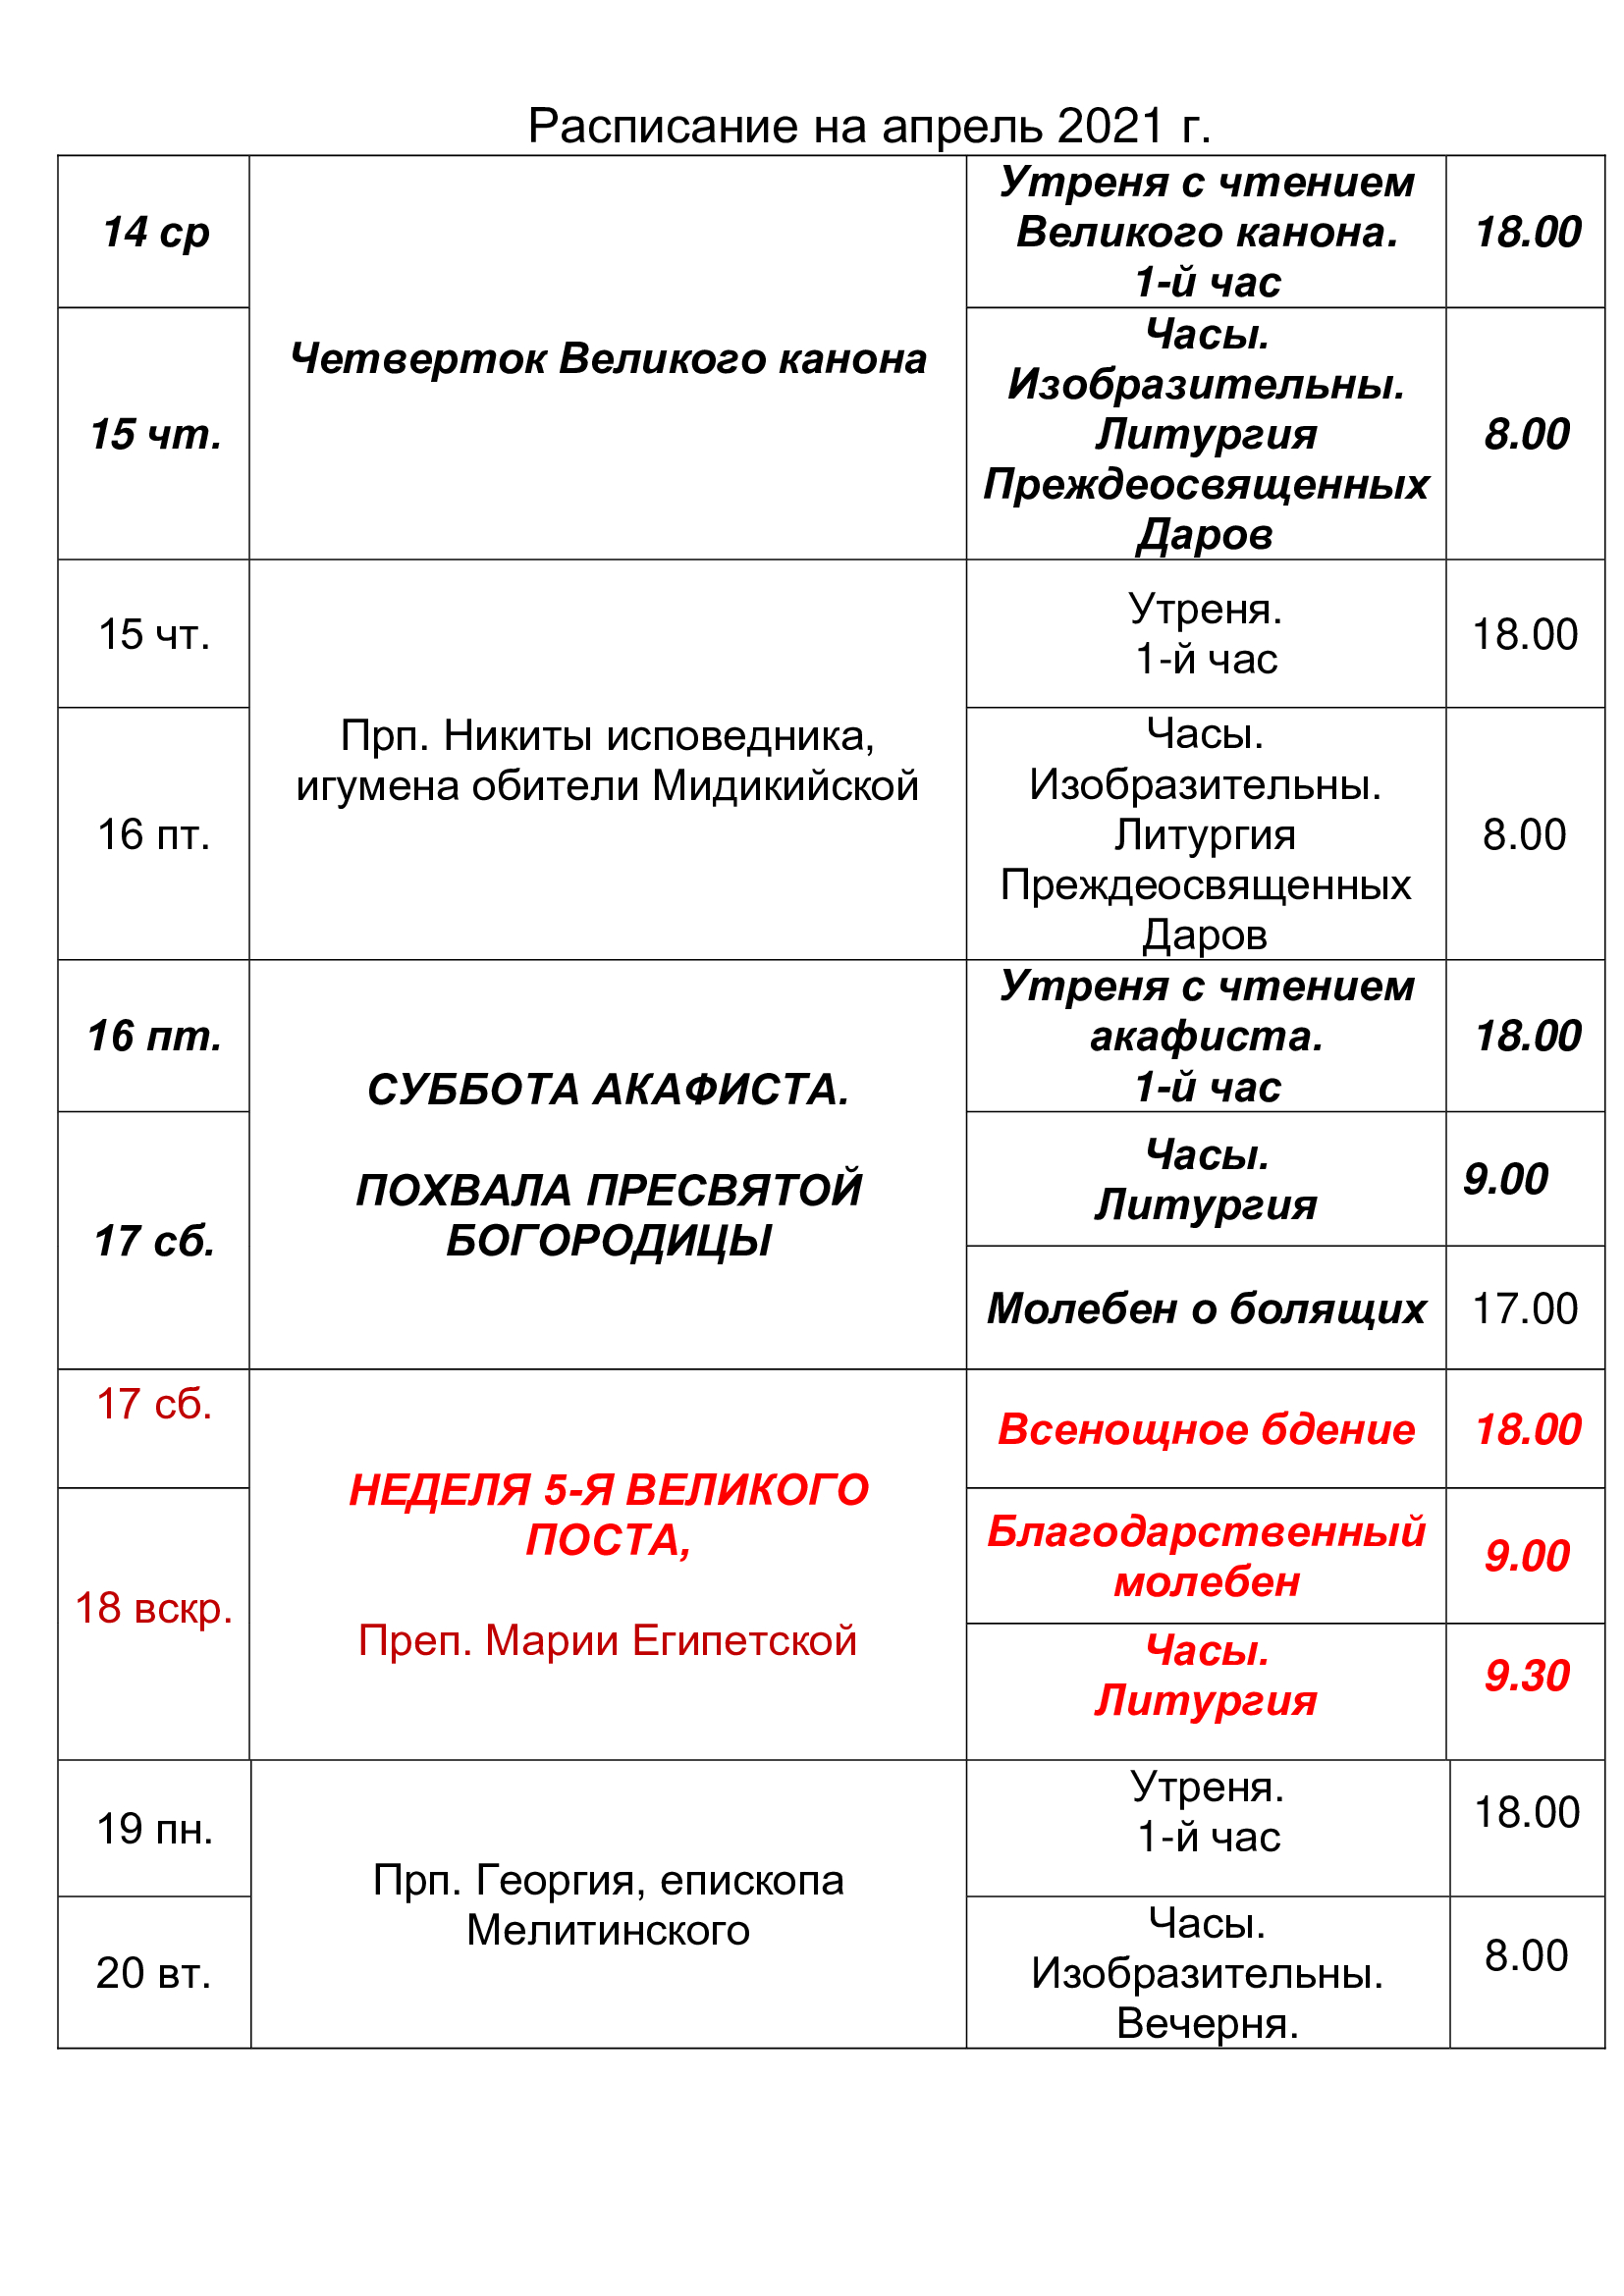 Расписание на апрель 2021 г.
14 ср
Четверток Великого канона
Утреня с чтением
Великого канона.
1-й час
18.00
15 чт.
Часы.
Изобразительны.
Литургия
Преждеосвященных
Даров
8.00
15 чт.
Прп. Никиты исповедника,
игумена обители Мидикийской
Утреня.
1-й час
18.00
16 пт.
Часы.
Изобразительны.
Литургия
Преждеосвященных
Даров
8.00
16 пт.
СУББОТА АКАФИСТА.
ПОХВАЛА ПРЕСВЯТОЙ
БОГОРОДИЦЫ
Утреня с чтением
акафиста.
1-й час
18.00
17 сб.
Часы.
Литургия
9.00
Молебен о болящих
17.00
17 сб.
НЕДЕЛЯ 5-Я ВЕЛИКОГО
ПОСТА,
Преп. Марии Египетской
Всенощное бдение
18.00
18 вскр.
Благодарственный
молебен
9.00
Часы.
Литургия
9.30
19 пн.
Прп. Георгия, епископа
Мелитинского
Утреня.
1-й час
18.00
20 вт.
Часы.
Изобразительны.
Вечерня.
8.00